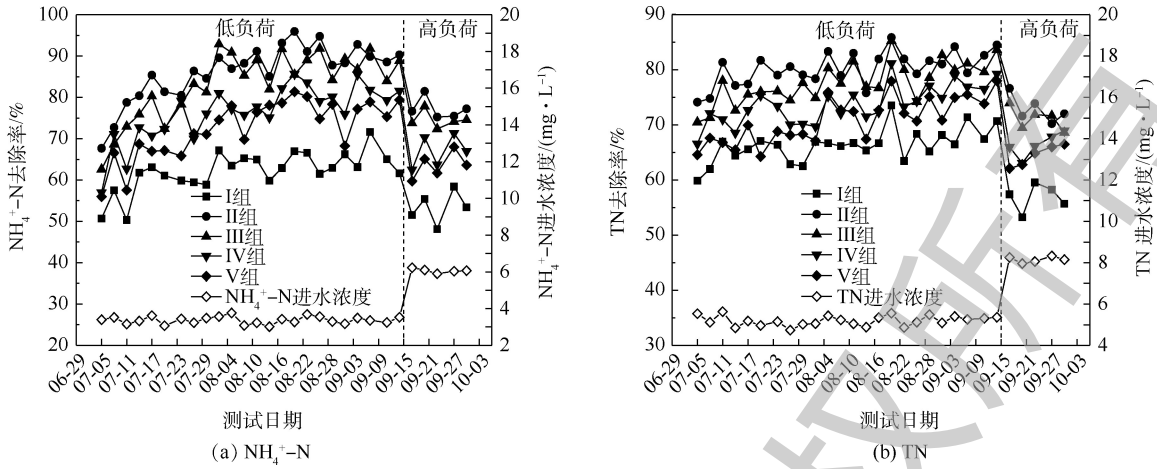 低负荷 高负荷
NH₄⁺-N去除率/%
100
90
80
70
60
50
40
30
20
20
18
16
14
12
10
8
6
4
2
NH₄⁺-N进水浓度/(mg·L⁻¹)
I组
II组
III组
IV组
V组
NH₄⁺-N进水浓度
06-29 07-05 07-11 07-17 07-23 07-29 08-04 08-10 08-16 08-22 08-28 09-03 09-09 09-15 09-21 09-27 10-03
测试日期
(a) NH₄⁺-N
低负荷 高负荷
TN去除率/%
90
80
70
60
50
40
30
20
18
16
14
12
10
8
6
4
TN 进水浓度/(mg·L⁻¹)
I组
II组
III组
IV组
V组
TN进水浓度
06-29 07-05 07-11 07-17 07-23 07-29 08-04 08-10 08-16 08-22 08-28 09-03 09-09 09-15 09-21 09-27 10-03
测试日期
(b) TN
权所有